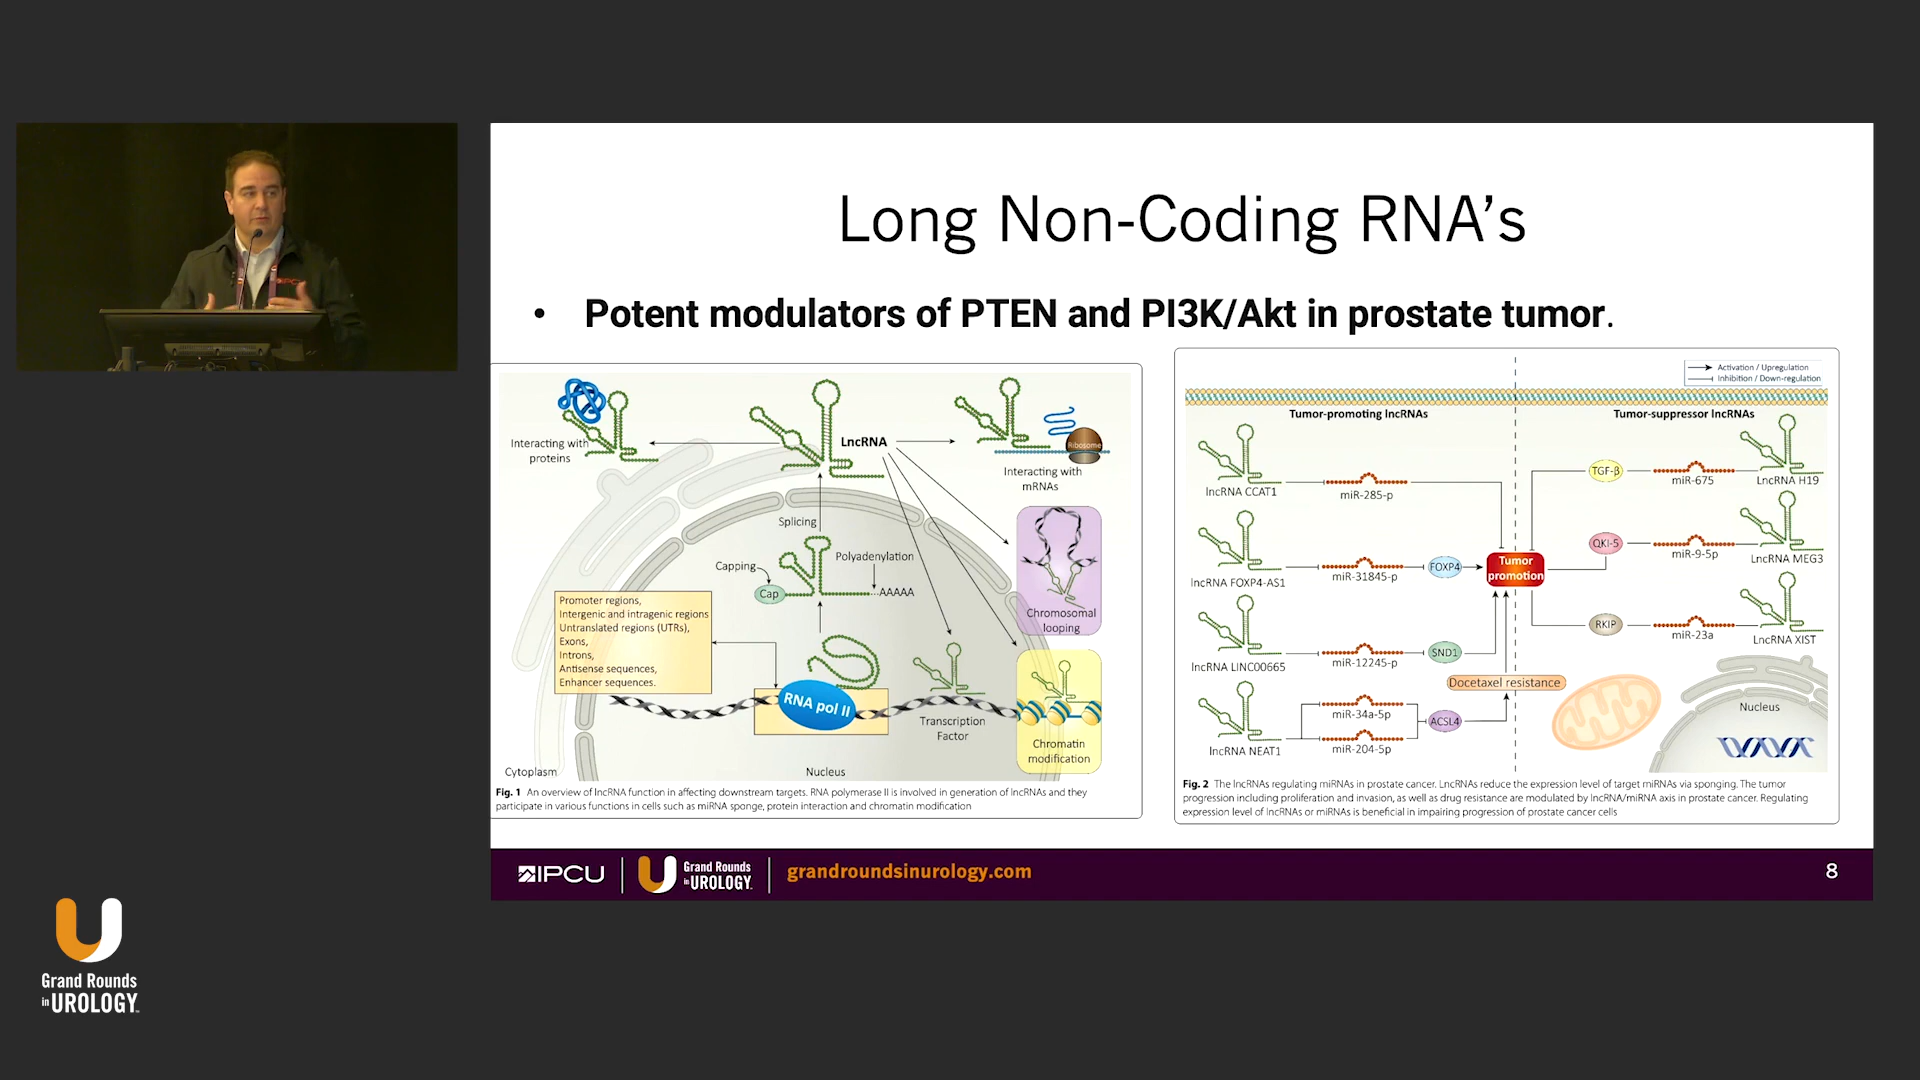 Long Non-Coding RNA's
• Potent modulators of PTEN and PI3K/Akt in prostate tumor.
Interacting with
proteins
LncRNA
Ribosome
Interacting with
mRNAs
Splicing
Capping
Polyadenylation
Cap
AAAAA
Chromosomal
looping
Promoter regions,
Intergenic and intragenic regions
Untranslated regions (UTRs),
Exons,
Introns,
Antisense sequences,
Enhancer sequences.
RNA pol II
Transcription
Factor
Chromatin
modification
Cytoplasm
Nucleus
Fig. 1 An overview of lncRNA function in affecting downstream targets. RNA polymerase II is involved in generation of lncRNAs and they
participate in various functions in cells such as miRNA sponge, protein interaction and chromatin modification
Activation / Upregulation
Inhibition / Down-regulation
Tumor-promoting lncRNAs
Tumor-suppressor lncRNAs
lncRNA CCAT1
miR-285-p
TGF-β
miR-675
LncRNA H19
lncRNA FOXP4-AS1
miR-31845-p
FOXP4
Tumor
promotion
QKI-5
miR-9-5p
LncRNA MEG3
lncRNA LINC00665
miR-12245-p
SND1
RKIP
miR-23a
LncRNA XIST
Docetaxel resistance
lncRNA NEAT1
miR-34a-5p
miR-204-5p
ACSL4
Nucleus
Fig. 2 The lncRNAs regulating miRNAs in prostate cancer. LncRNAs reduce the expression level of target miRNAs via sponging. The tumor
progression including proliferation and invasion, as well as drug resistance are modulated by lncRNA/miRNA axis in prostate cancer. Regulating
expression level of lncRNAs or miRNAs is beneficial in impairing progression of prostate cancer cells
IPCU
Grand Rounds
in UROLOGY
grandroundsinurology.com
8
Grand Rounds
in UROLOGY